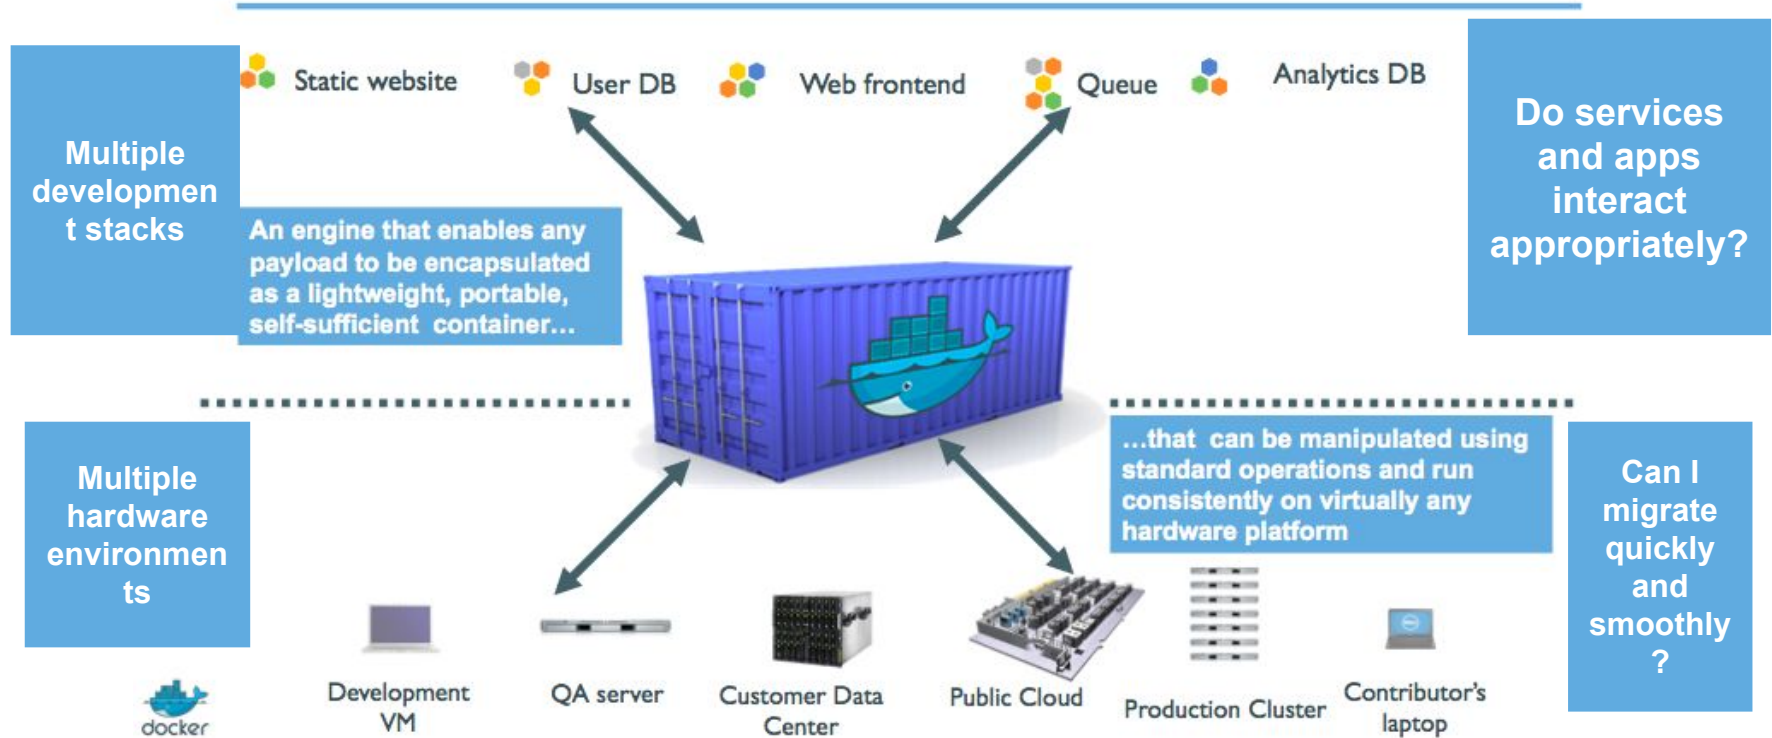 Static website
User DB
Web frontend
Queue
Analytics DB
Multiple
developmen
t stacks
Do services
and apps
interact
appropriately?
An engine that enables any
payload to be encapsulated
as a lightweight, portable,
self-sufficient container...
...that can be manipulated using
standard operations and run
consistently on virtually any
hardware platform
Multiple
hardware
environmen
ts
Can I
migrate
quickly
and
smoothly
?
docker
Development
VM
QA server
Customer Data
Center
Public Cloud
Production Cluster
Contributor's
laptop